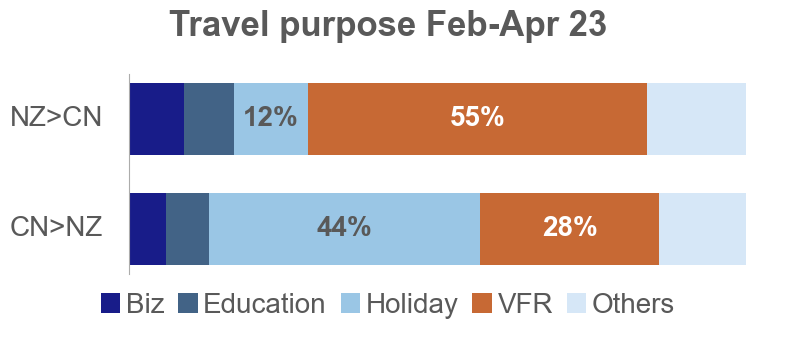 Travel purpose Feb-Apr 23
NZ>CN 12% 55%
CN>NZ 44% 28%
Biz Education Holiday VFR Others